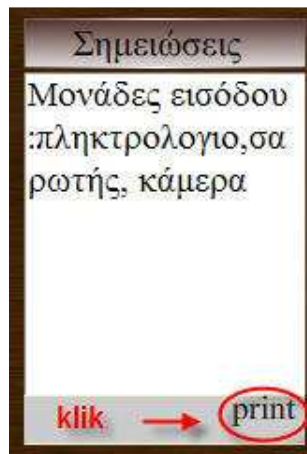 Σημειώσεις
Μονάδες εισόδου
:πληκτρολογιο,σα
ρωτής, κάμερα
klik print